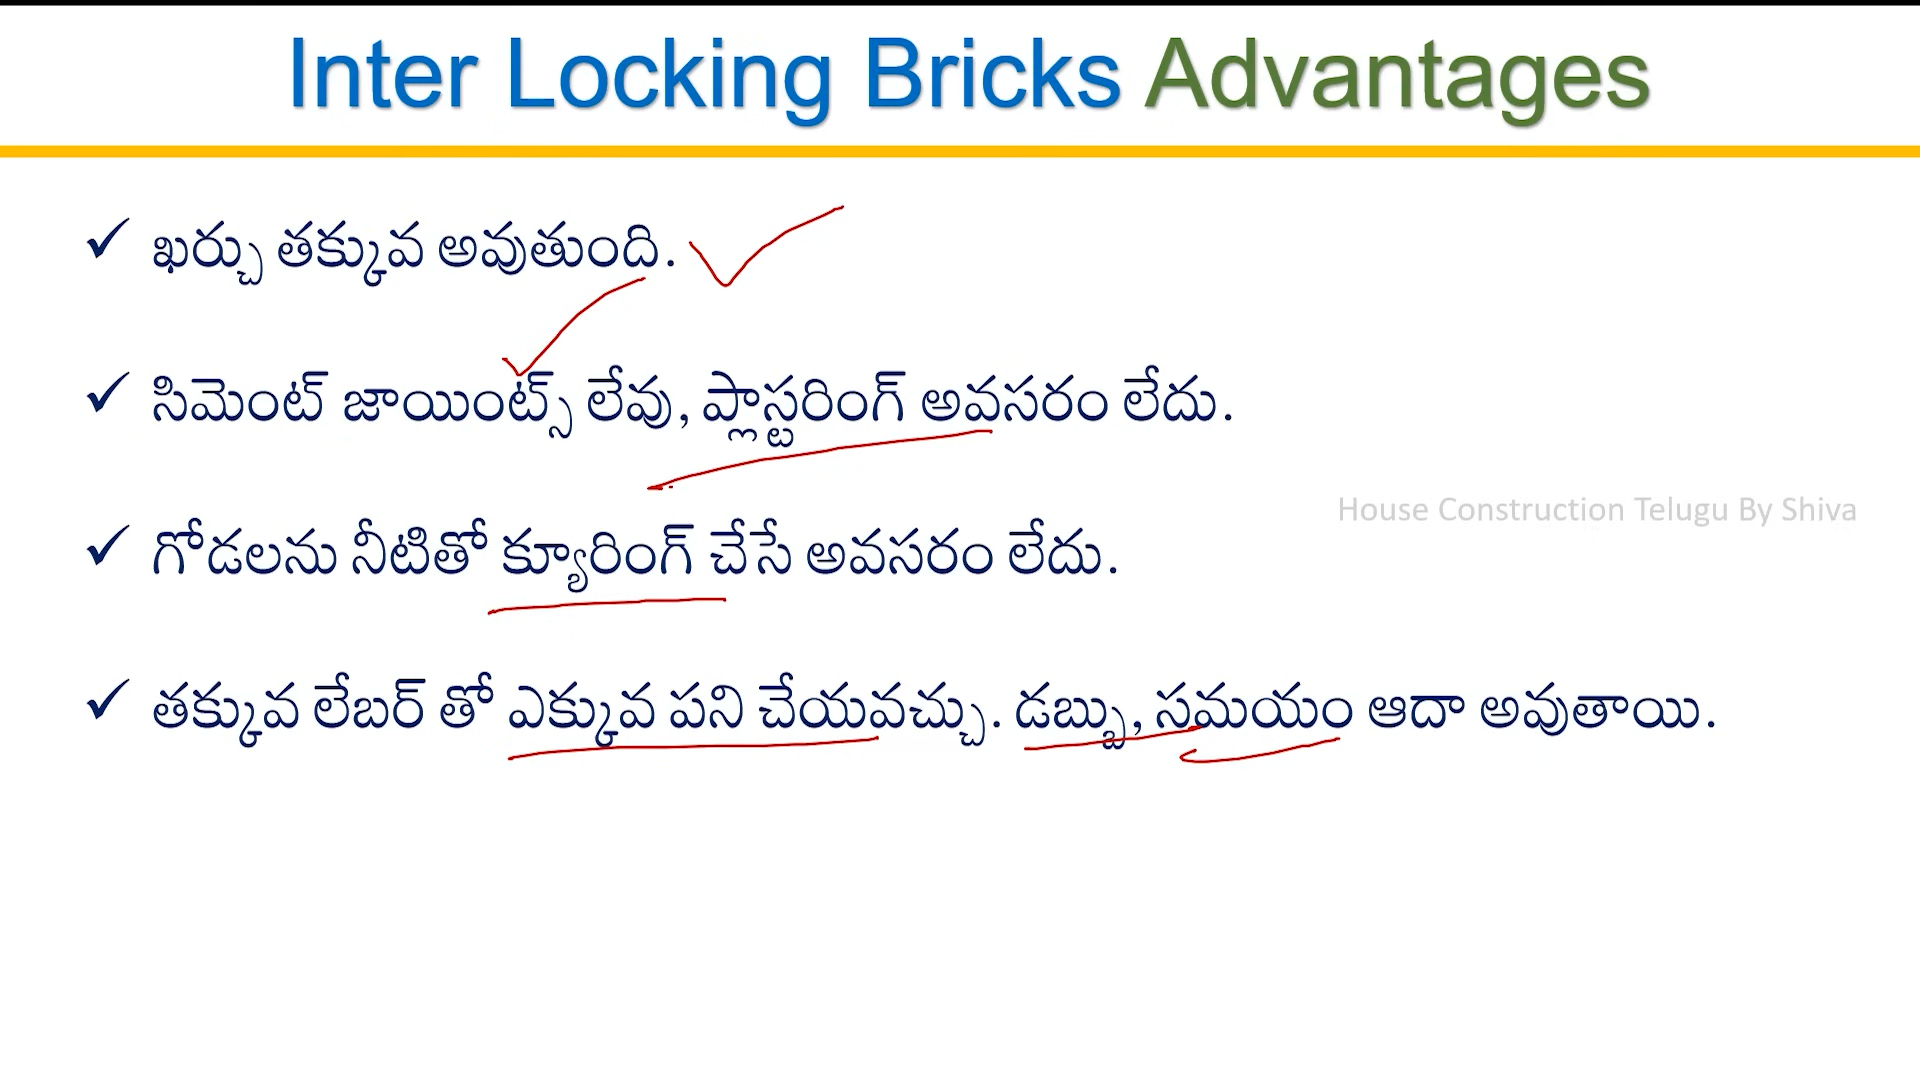 Inter Locking Bricks Advantages
✓ ఖర్చు తక్కువ అవుతుంది.
✓ సిమెంట్ జాయింట్స్ లేవు, ప్లాస్టరింగ్ అవసరం లేదు.
House Construction Telugu By Shiva
✓ గోడలను నీటితో క్యూరింగ్ చేసే అవసరం లేదు.
✓ తక్కువ లేబర్ తో ఎక్కువ పని చేయవచ్చు. డబ్బు, సమయం ఆదా అవుతాయి.